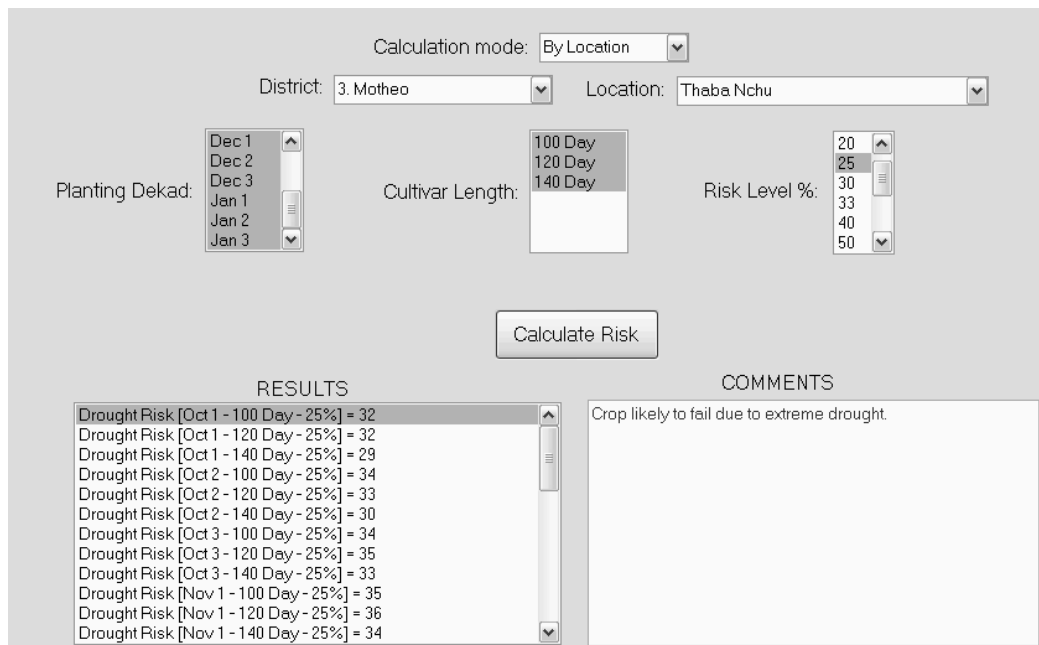 Calculation mode: By Location
District: 3. Motheo Location: Thaba Nchu
Planting Dekad:
Dec 1
Dec 2
Dec 3
Jan 1
Jan 2
Jan 3
Cultivar Length:
100 Day
120 Day
140 Day
Risk Level %:
20
25
30
33
40
50
Calculate Risk
RESULTS
Drought Risk [Oct 1 - 100 Day - 25%] = 32
Drought Risk [Oct 1 - 120 Day - 25%] = 32
Drought Risk [Oct 1 - 140 Day - 25%] = 29
Drought Risk [Oct 2 - 100 Day - 25%] = 34
Drought Risk [Oct 2 - 120 Day - 25%] = 33
Drought Risk [Oct 2 - 140 Day - 25%] = 30
Drought Risk [Oct 3 - 100 Day - 25%] = 34
Drought Risk [Oct 3 - 120 Day - 25%] = 35
Drought Risk [Oct 3 - 140 Day - 25%] = 33
Drought Risk [Nov 1 - 100 Day - 25%] = 35
Drought Risk [Nov 1 - 120 Day - 25%] = 36
Drought Risk [Nov 1 - 140 Day - 25%] = 34
COMMENTS
Crop likely to fail due to extreme drought.